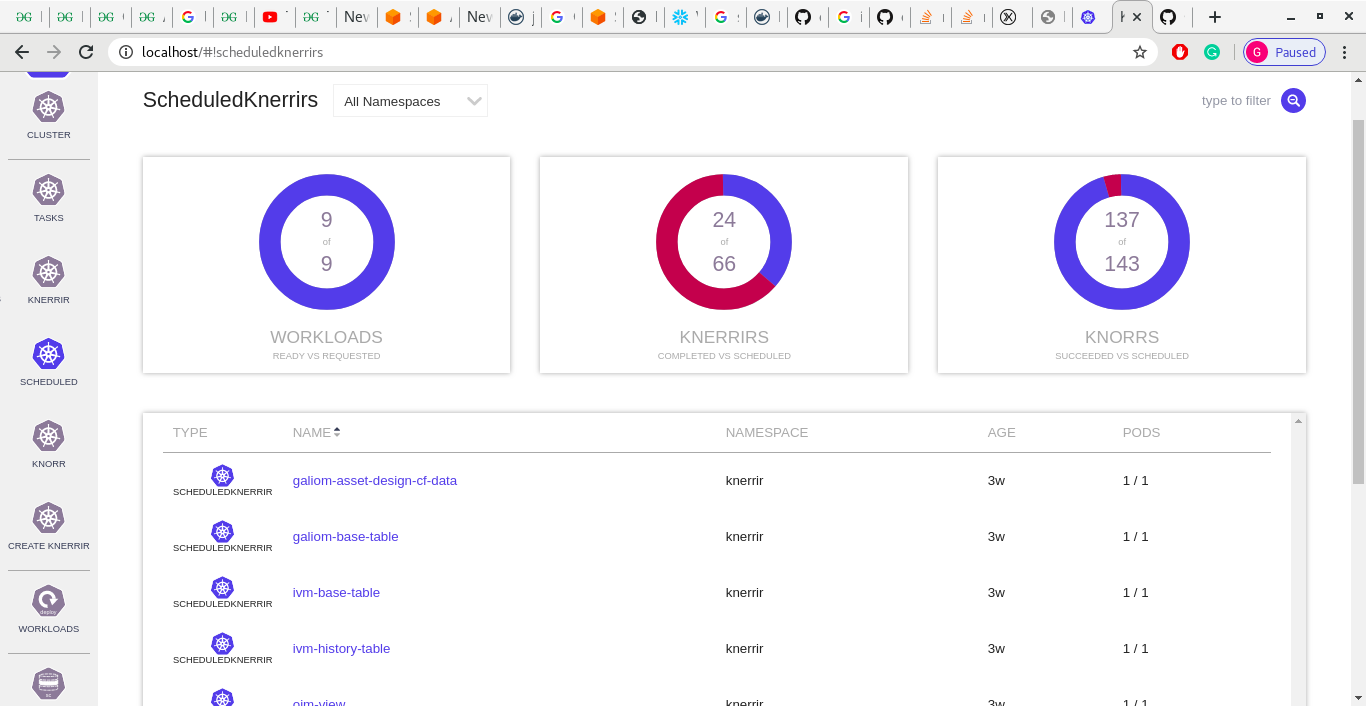 New
New
localhost/#!scheduledknerrirs
G Paused
ScheduledKnerrirs
All Namespaces
type to filter
CLUSTER
TASKS
KNERRIR
SCHEDULED
KNORR
CREATE KNERRIR
deploy
WORKLOADS
sc
9
of
9
WORKLOADS
READY VS REQUESTED
24
of
66
KNERRIRS
COMPLETED VS SCHEDULED
137
of
143
KNORRS
SUCCEEDED VS SCHEDULED
TYPE NAME NAMESPACE AGE PODS
SCHEDULEDKNERRIR galiom-asset-design-cf-data knerrir 3w 1 / 1
SCHEDULEDKNERRIR galiom-base-table knerrir 3w 1 / 1
SCHEDULEDKNERRIR ivm-base-table knerrir 3w 1 / 1
SCHEDULEDKNERRIR ivm-history-table knerrir 3w 1 / 1
oim-view knerrir 3w 1 / 1